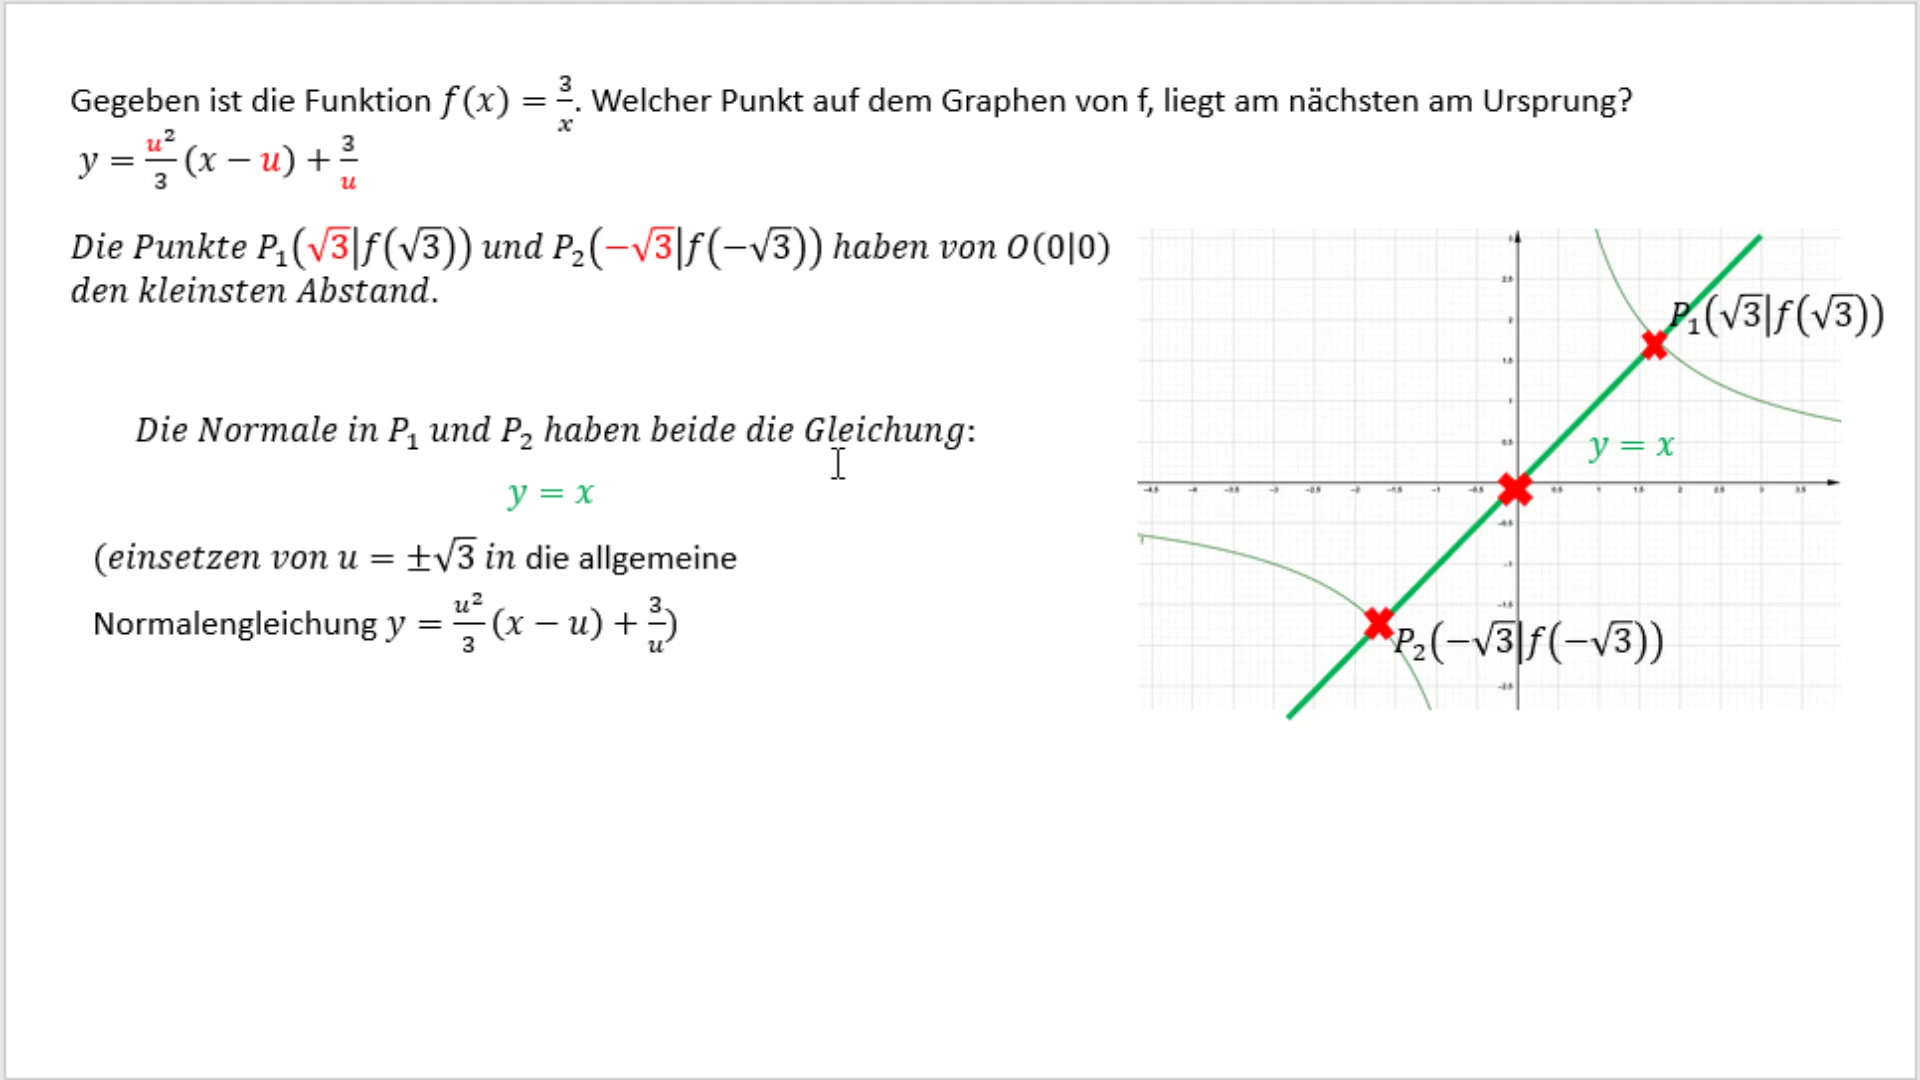 Gegeben ist die Funktion f(x) = 3/x. Welcher Punkt auf dem Graphen von f, liegt am nächsten am Ursprung?
y = u²/3 (x − u) + 3/u
Die Punkte P₁(√3|f(√3)) und P₂(−√3|f(−√3)) haben von O(0|0)
den kleinsten Abstand.
Die Normale in P₁ und P₂ haben beide die Gleichung:
y = x
(einsetzen von u = ±√3 in die allgemeine
Normalengleichung y = u²/3 (x − u) + 3/u)
P₁(√3|f(√3))
y = x
P₂(−√3|f(−√3))